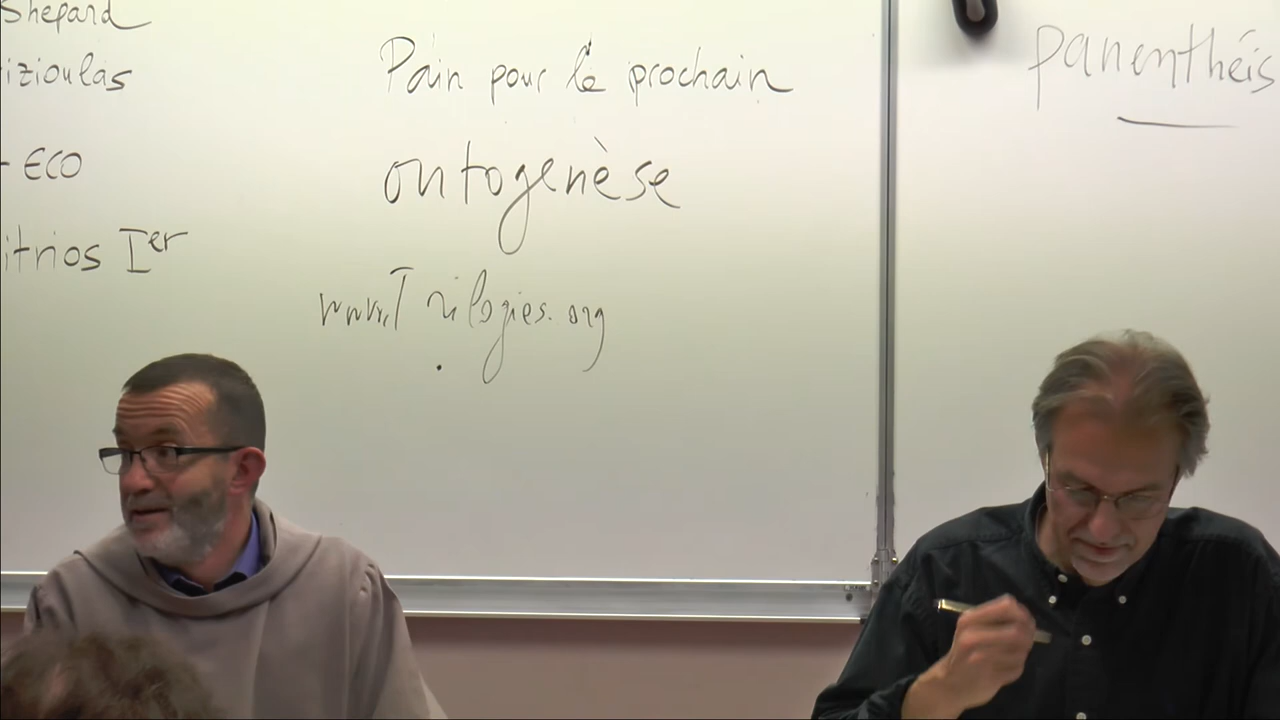 Shepard
izioulas
- ECO
itrios Ier
Pain pour le prochain
ontogenèse
www.Trilogies.org
panenthéis